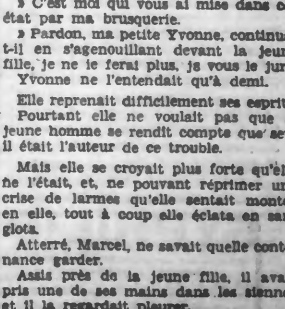 » C'est moi qui vous ai mise dans c
état par ma brusquerie.
» Pardon, ma petite Yvonne, continu
t-il en s'agenouillant devant la jeun
fille, je ne le ferai plus, je vous le jur
Yvonne ne l'entendait qu'à demi.
Elle reprenait difficilement ses esprit
Pourtant elle ne voulait pas que
jeune homme se rendit compte que se
il était l'auteur de ce trouble.
Mais elle se croyait plus forte qu'el
ne l'était, et, ne pouvant réprimer un
crise de larmes qu'elle sentait monte
en elle, tout à coup elle éclata en san
glots.
Atterré, Marcel, ne savait quelle conte
nance garder.
Assis près de la jeune fille, il ava
pris une de ses mains dans les sienne
et il la regardait pleurer.